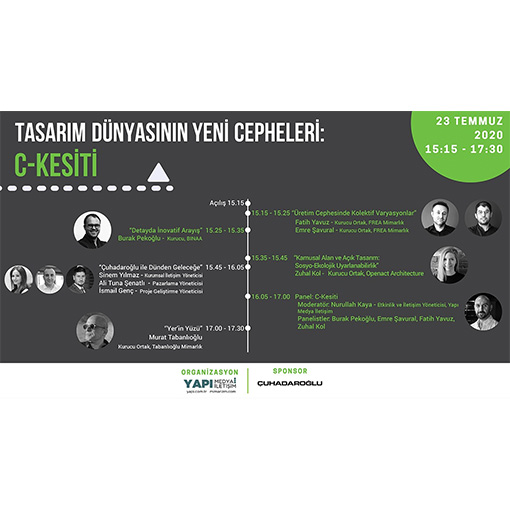 TASARIM DÜNYASININ YENİ CEPHELERİ:
C-KESİTİ
23 TEMMUZ
2020
15:15 - 17:30
Açılış 15.15
15.15 - 15.25 "Üretim Cephesinde Kolektif Varyasyonlar"
Fatih Yavuz - Kurucu Ortak, FREA Mimarlık
Emre Şavural - Kurucu Ortak, FREA Mimarlık
"Detayda İnovatif Arayış" 15.25 - 15.35
Burak Pekoğlu - Kurucu, BINAA
15.35 - 15.45 "Kamusal Alan ve Açık Tasarım:
Sosyo-Ekolojik Uyarlanabilirlik"
Zuhal Kol - Kurucu Ortak, Openact Architecture
"Çuhadaroğlu ile Dünden Geleceğe" 15.45 - 16.05
Sinem Yılmaz - Kurumsal İletişim Yöneticisi
Ali Tuna Şenatlı - Pazarlama Yöneticisi
İsmail Genç - Proje Geliştirme Yöneticisi
16.05 - 17.00 Panel: C-Kesiti
Moderatör: Nurullah Kaya - Etkinlik ve İletişim Yöneticisi, Yapı
Medya İletişim
Panelistler: Burak Pekoğlu, Emre Şavural, Fatih Yavuz,
Zuhal Kol
"Yer'in Yüzü" 17.00 - 17.30
Murat Tabanlıoğlu
Kurucu Ortak, Tabanlıoğlu Mimarlık
ORGANİZASYON
YAPI MEDYA İLETİŞİM
yapi.com.tr mimarizm.com
SPONSOR
ÇUHADAROĞLU